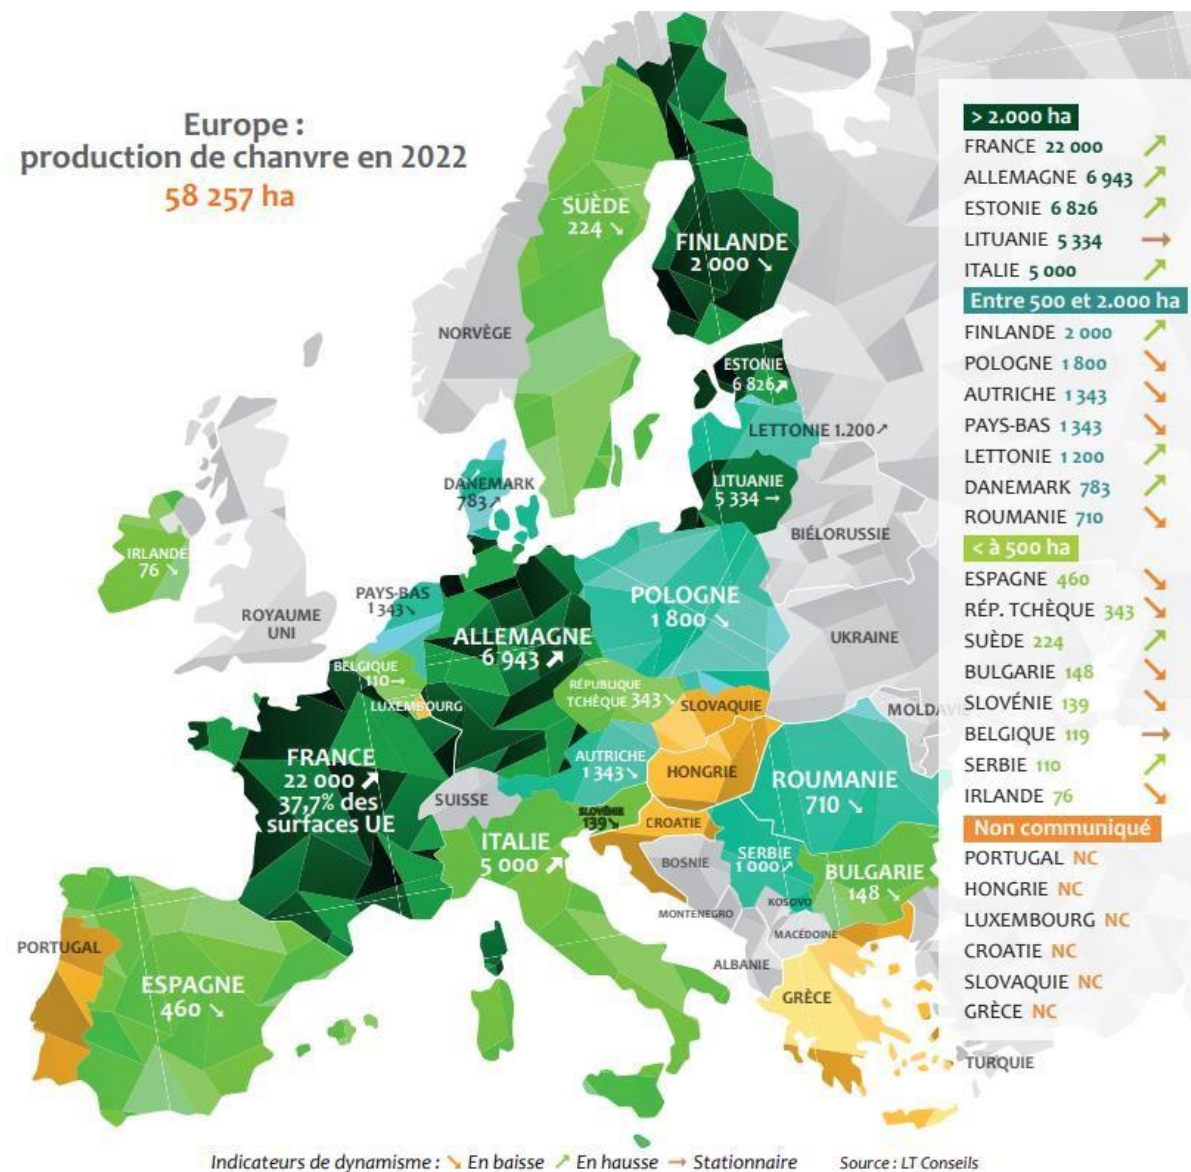 Europe :
production de chanvre en 2022
58 257 ha
SUÈDE
224 ↘
FINLANDE
2 000 ↘
NORVÈGE
ESTONIE
6 826 ↗
LETTONIE 1.200 ↗
DANEMARK
783 ↗
LITUANIE
5 334 →
BIÉLORUSSIE
IRLANDE
76 ↘
PAYS-BAS
1 343 ↘
ROYAUME
UNI
POLOGNE
1 800 ↘
ALLEMAGNE
6 943 ↗
UKRAINE
BELGIQUE
110 →
LUXEMBOURG
RÉPUBLIQUE
TCHÈQUE 343 ↘
SLOVAQUIE
MOLDAVIE
FRANCE
22 000 ↗
37,7% des
surfaces UE
AUTRICHE
1 343 ↘
HONGRIE
ROUMANIE
710 ↘
SUISSE
SLOVÉNIE
139 ↘
CROATIE
ITALIE
5 000 ↗
BOSNIE
SERBIE
1 000 ↗
BULGARIE
148 ↘
KOSOVO
MONTENEGRO
MACÉDOINE
ALBANIE
PORTUGAL
ESPAGNE
460 ↘
GRÈCE
TURQUIE
> 2.000 ha
FRANCE 22 000 ↗
ALLEMAGNE 6 943 ↗
ESTONIE 6 826 ↗
LITUANIE 5 334 →
ITALIE 5 000 ↗
Entre 500 et 2.000 ha
FINLANDE 2 000 ↗
POLOGNE 1 800 ↘
AUTRICHE 1 343 ↘
PAYS-BAS 1 343 ↘
LETTONIE 1 200 ↗
DANEMARK 783 ↗
ROUMANIE 710 ↘
< à 500 ha
ESPAGNE 460 ↘
RÉP. TCHÈQUE 343 ↘
SUÈDE 224 ↗
BULGARIE 148 ↘
SLOVÉNIE 139 ↘
BELGIQUE 119 →
SERBIE 110 ↗
IRLANDE 76 ↘
Non communiqué
PORTUGAL NC
HONGRIE NC
LUXEMBOURG NC
CROATIE NC
SLOVAQUIE NC
GRÈCE NC
Indicateurs de dynamisme : ↘ En baisse ↗ En hausse → Stationnaire
Source : LT Conseils